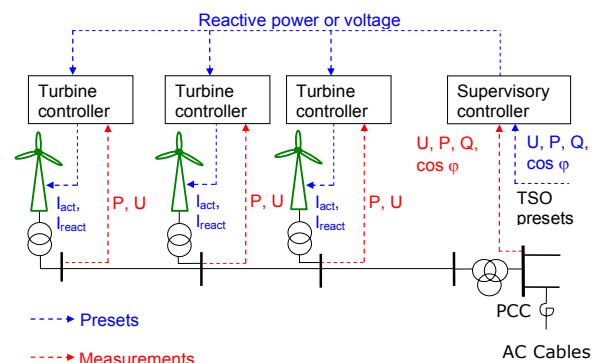 Reactive power or voltage
Turbine
controller
Turbine
controller
Turbine
controller
Supervisory
controller
U, P, Q,
cos φ
U, P, Q,
cos φ
TSO
presets
Iact,
Ireact
P, U
Iact,
Ireact
P, U
Iact,
Ireact
P, U
PCC
AC Cables
Presets
Measurements